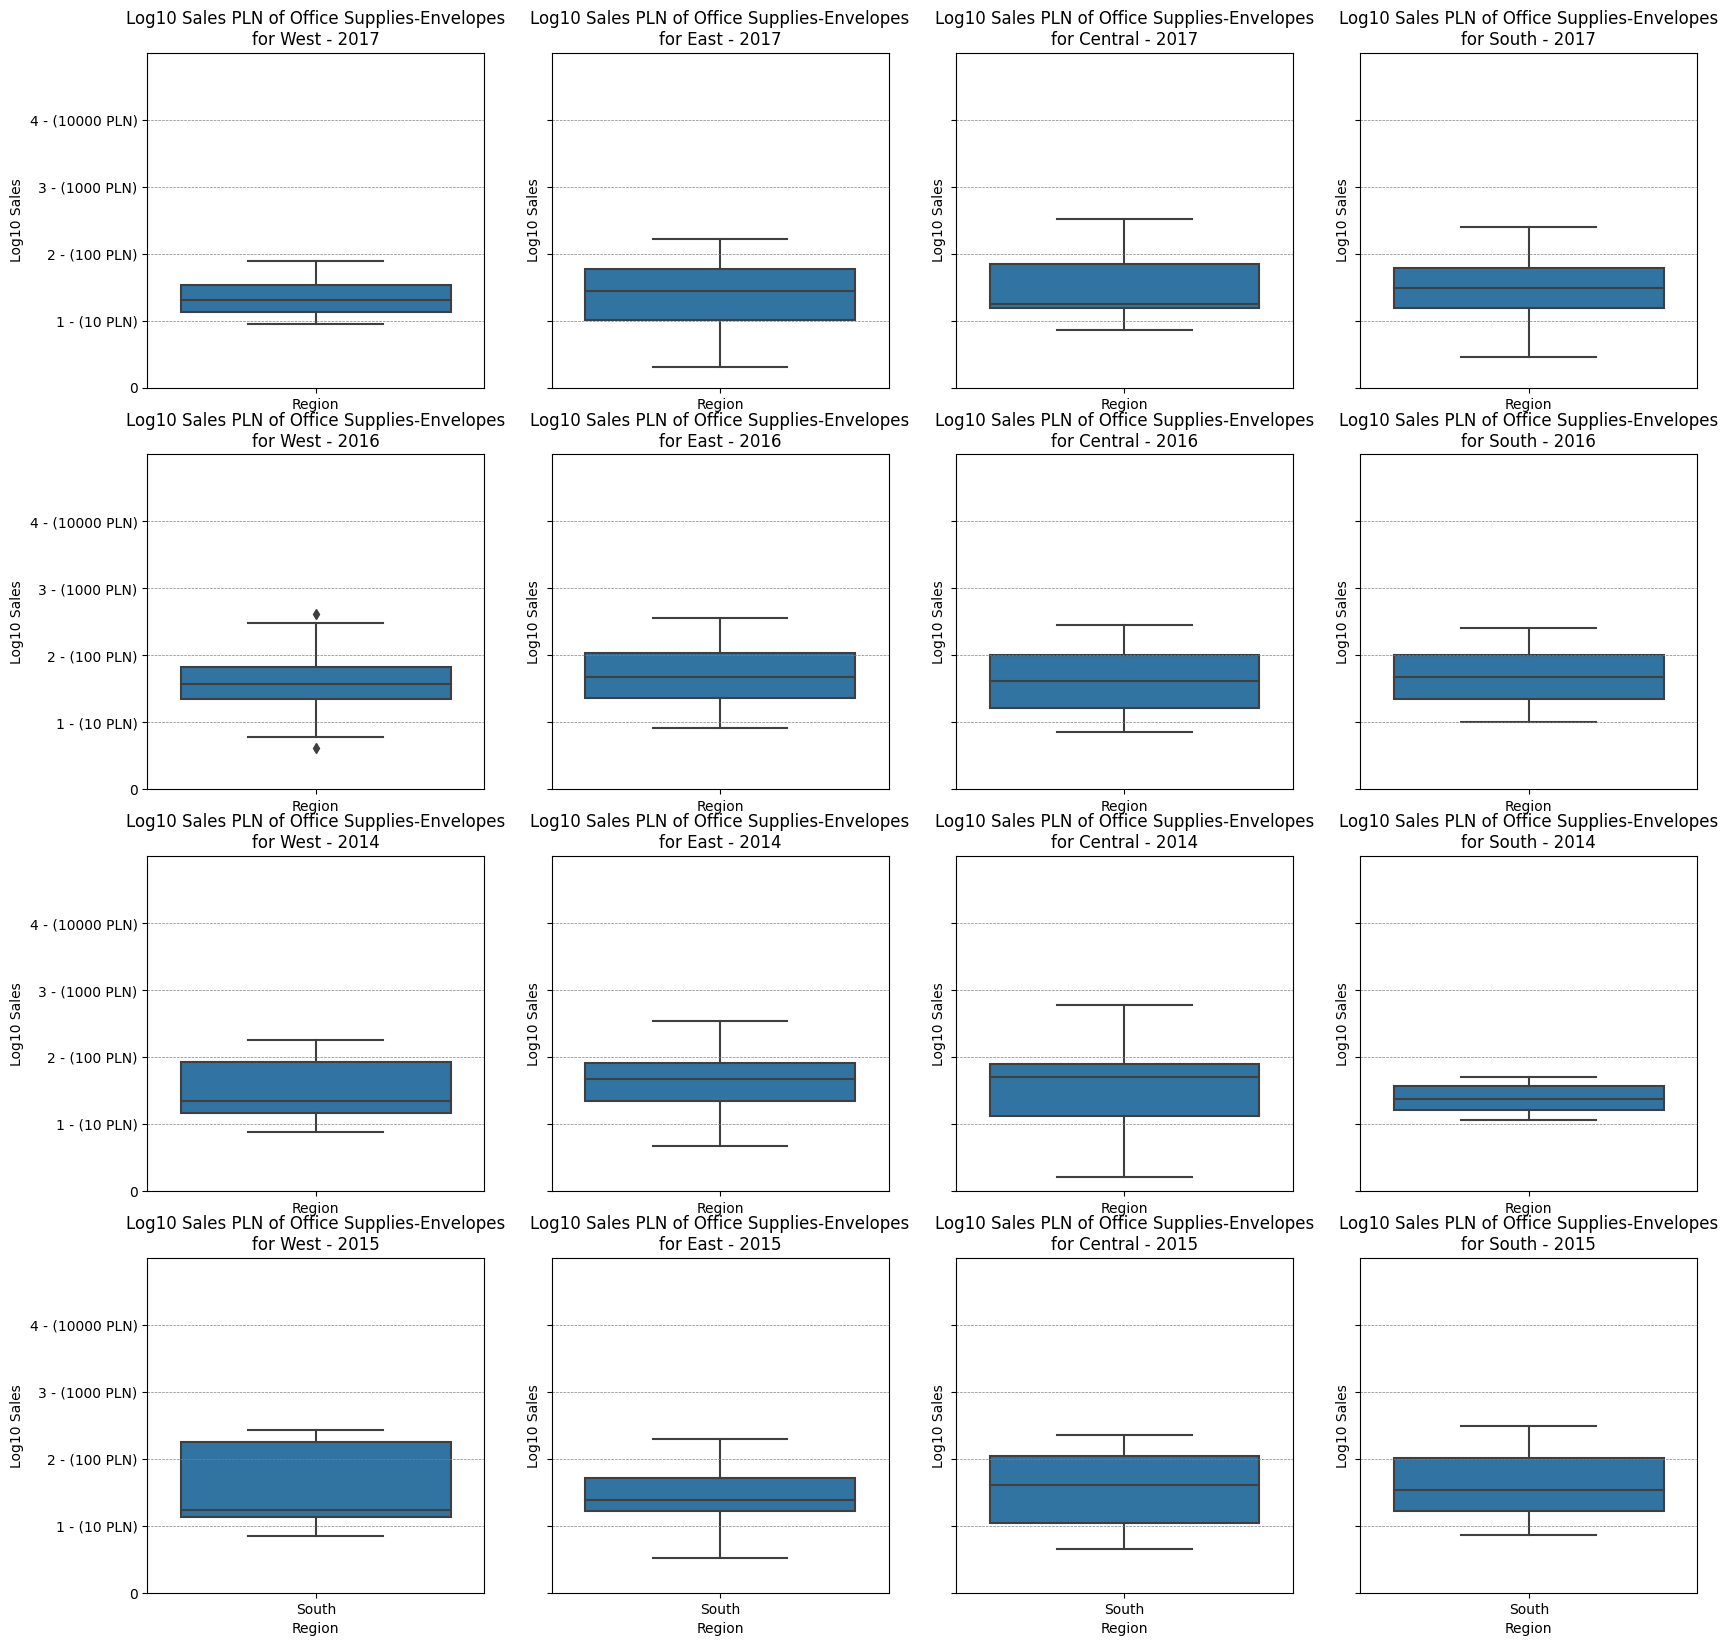 Log10 Sales PLN of Office Supplies-Envelopes
for West - 2017
Log10 Sales PLN of Office Supplies-Envelopes
for East - 2017
Log10 Sales PLN of Office Supplies-Envelopes
for Central - 2017
Log10 Sales PLN of Office Supplies-Envelopes
for South - 2017
4 - (10000 PLN)
3 - (1000 PLN)
2 - (100 PLN)
1 - (10 PLN)
0
Log10 Sales
Log10 Sales
Log10 Sales
Log10 Sales
Region
Region
Region
Region
Log10 Sales PLN of Office Supplies-Envelopes
for West - 2016
Log10 Sales PLN of Office Supplies-Envelopes
for East - 2016
Log10 Sales PLN of Office Supplies-Envelopes
for Central - 2016
Log10 Sales PLN of Office Supplies-Envelopes
for South - 2016
4 - (10000 PLN)
3 - (1000 PLN)
2 - (100 PLN)
1 - (10 PLN)
0
Log10 Sales
Log10 Sales
Log10 Sales
Log10 Sales
Region
Region
Region
Region
Log10 Sales PLN of Office Supplies-Envelopes
for West - 2014
Log10 Sales PLN of Office Supplies-Envelopes
for East - 2014
Log10 Sales PLN of Office Supplies-Envelopes
for Central - 2014
Log10 Sales PLN of Office Supplies-Envelopes
for South - 2014
4 - (10000 PLN)
3 - (1000 PLN)
2 - (100 PLN)
1 - (10 PLN)
0
Log10 Sales
Log10 Sales
Log10 Sales
Log10 Sales
Region
Region
Region
Region
Log10 Sales PLN of Office Supplies-Envelopes
for West - 2015
Log10 Sales PLN of Office Supplies-Envelopes
for East - 2015
Log10 Sales PLN of Office Supplies-Envelopes
for Central - 2015
Log10 Sales PLN of Office Supplies-Envelopes
for South - 2015
4 - (10000 PLN)
3 - (1000 PLN)
2 - (100 PLN)
1 - (10 PLN)
0
Log10 Sales
Log10 Sales
Log10 Sales
Log10 Sales
South
Region
South
Region
South
Region
South
Region